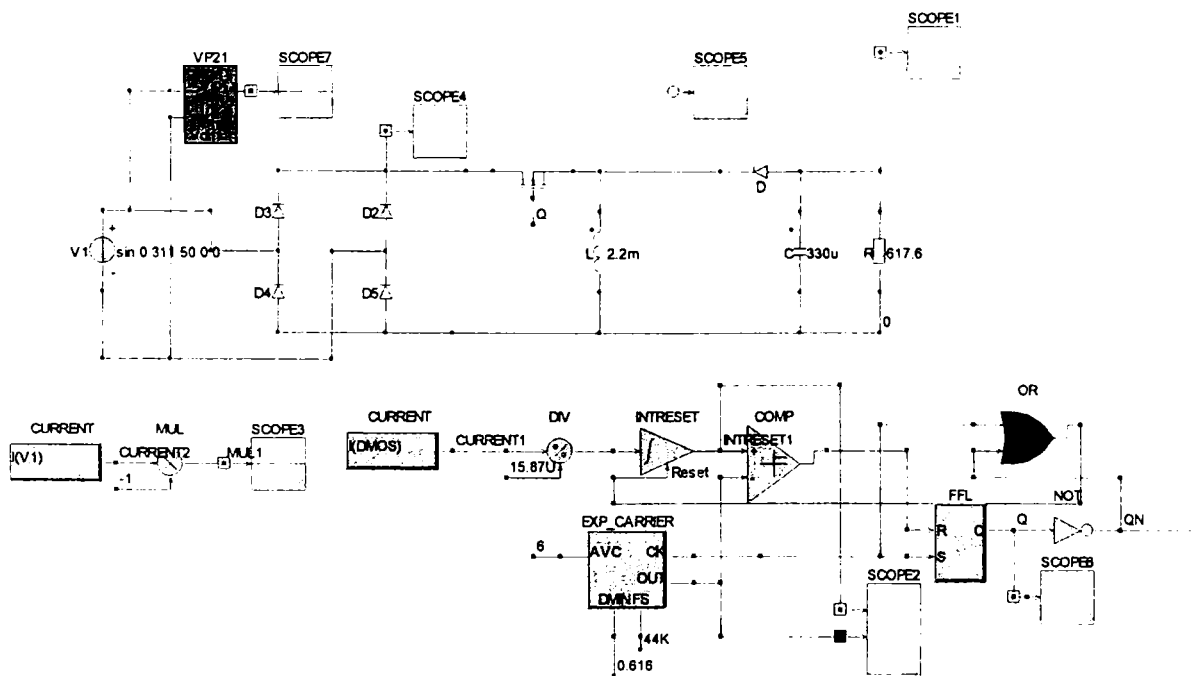 SCOPE1
VP21
SCOPE7
SCOPE5
SCOPE4
D3
D2
Q
D
V1
+
-
sin 0 311 50 0 0
L
2.2m
C
330u
R
617.6
D4
D5
0
CURRENT
MUL
SCOPE3
CURRENT
DIV
INTRESET
COMP
OR
I(V1)
CURRENT2
MUL1
I(DMOS)
CURRENT1
INTRESET1
-1
15.87U
Reset
FFL
NOT
EXP_CARRIER
R
Q
Q
QN
6
AVC
CK
S
OUT
SCOPE2
SCOPE6
DMIN
FS
44K
0.616